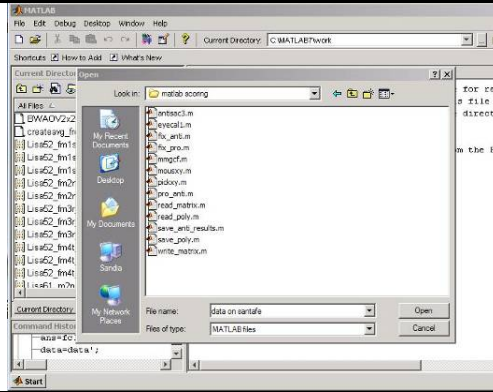 MATLAB
File Edit Debug Desktop Window Help
Current Directory: C:\MATLAB7\work
Shortcuts How to Add What's New
Current Director
Open
Look in: matlab scoring
for re
s file
direct
om the
All Files
BWAOV2x2
createavg_fr
Lisa52_fm1s
Lisa52_fm1s
Lisa52_fm1s
Lisa52_fm2r
Lisa52_fm2r
Lisa52_fm3r
Lisa52_fm3r
Lisa52_fm3r
Lisa52_fm4t
Lisa52_fm4t
Lisa52_fm4t
Lisa61_m2n
My Recent
Documents
Desktop
My Documents
Sandia
My Network
Places
antisac3.m
eyecal1.m
fix_anti.m
fix_pro.m
mmgcf.m
mousxy.m
pickxy.m
pro_anti.m
read_matrix.m
read_poly.m
save_anti_results.m
save_poly.m
write_matrix.m
File name: data on santafe Open
Files of type: MATLAB files Cancel
Current Directory
Command Histo
ans=fc.
data=data';
Start